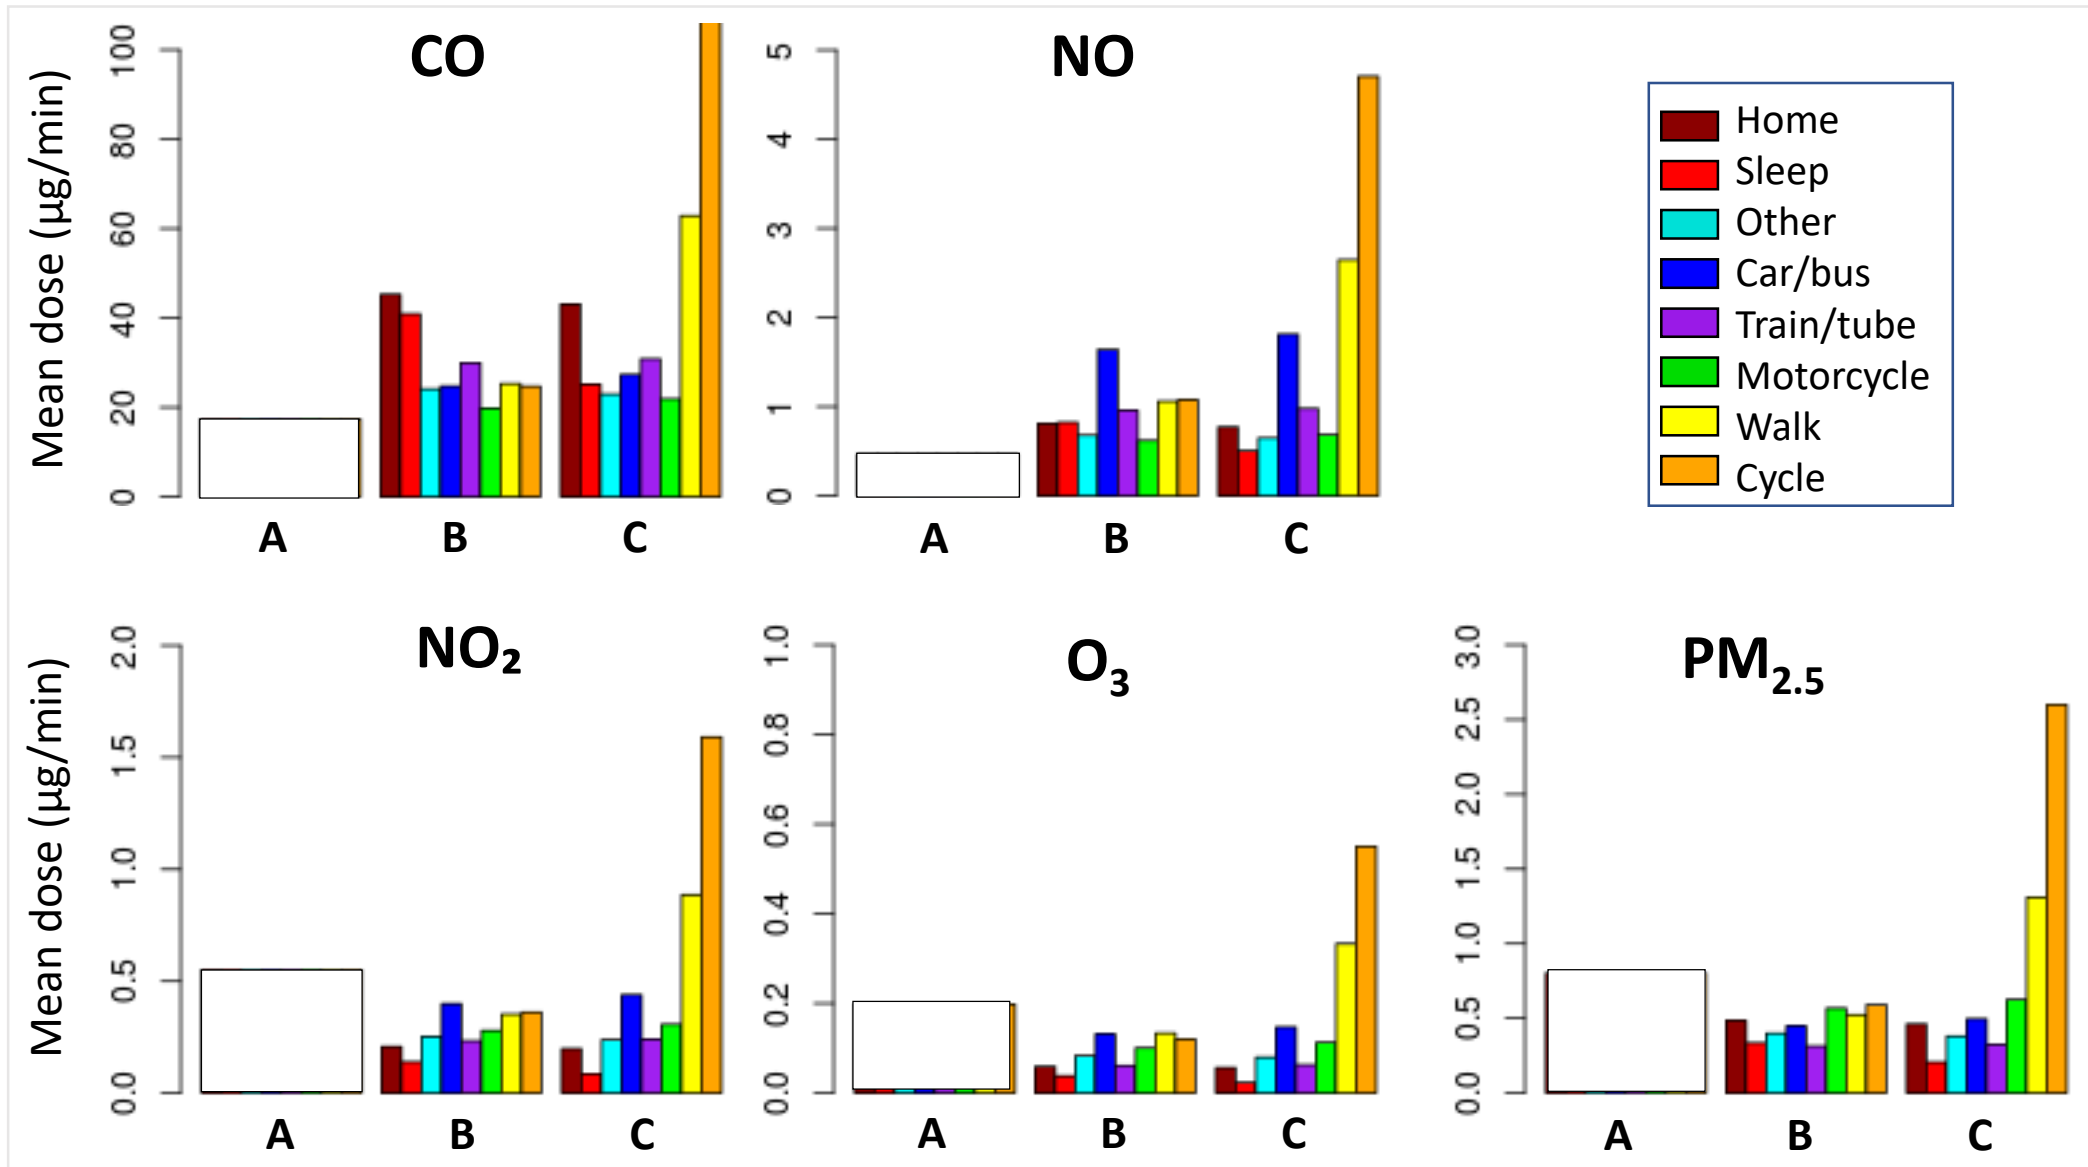 CO
Mean dose (µg/min)
0
20
40
60
80
100
A
B
C
NO
0
1
2
3
4
5
A
B
C
Home
Sleep
Other
Car/bus
Train/tube
Motorcycle
Walk
Cycle
NO₂
Mean dose (µg/min)
0.0
0.5
1.0
1.5
2.0
A
B
C
O₃
0.0
0.2
0.4
0.6
0.8
1.0
A
B
C
PM₂.₅
0.0
0.5
1.0
1.5
2.0
2.5
3.0
A
B
C